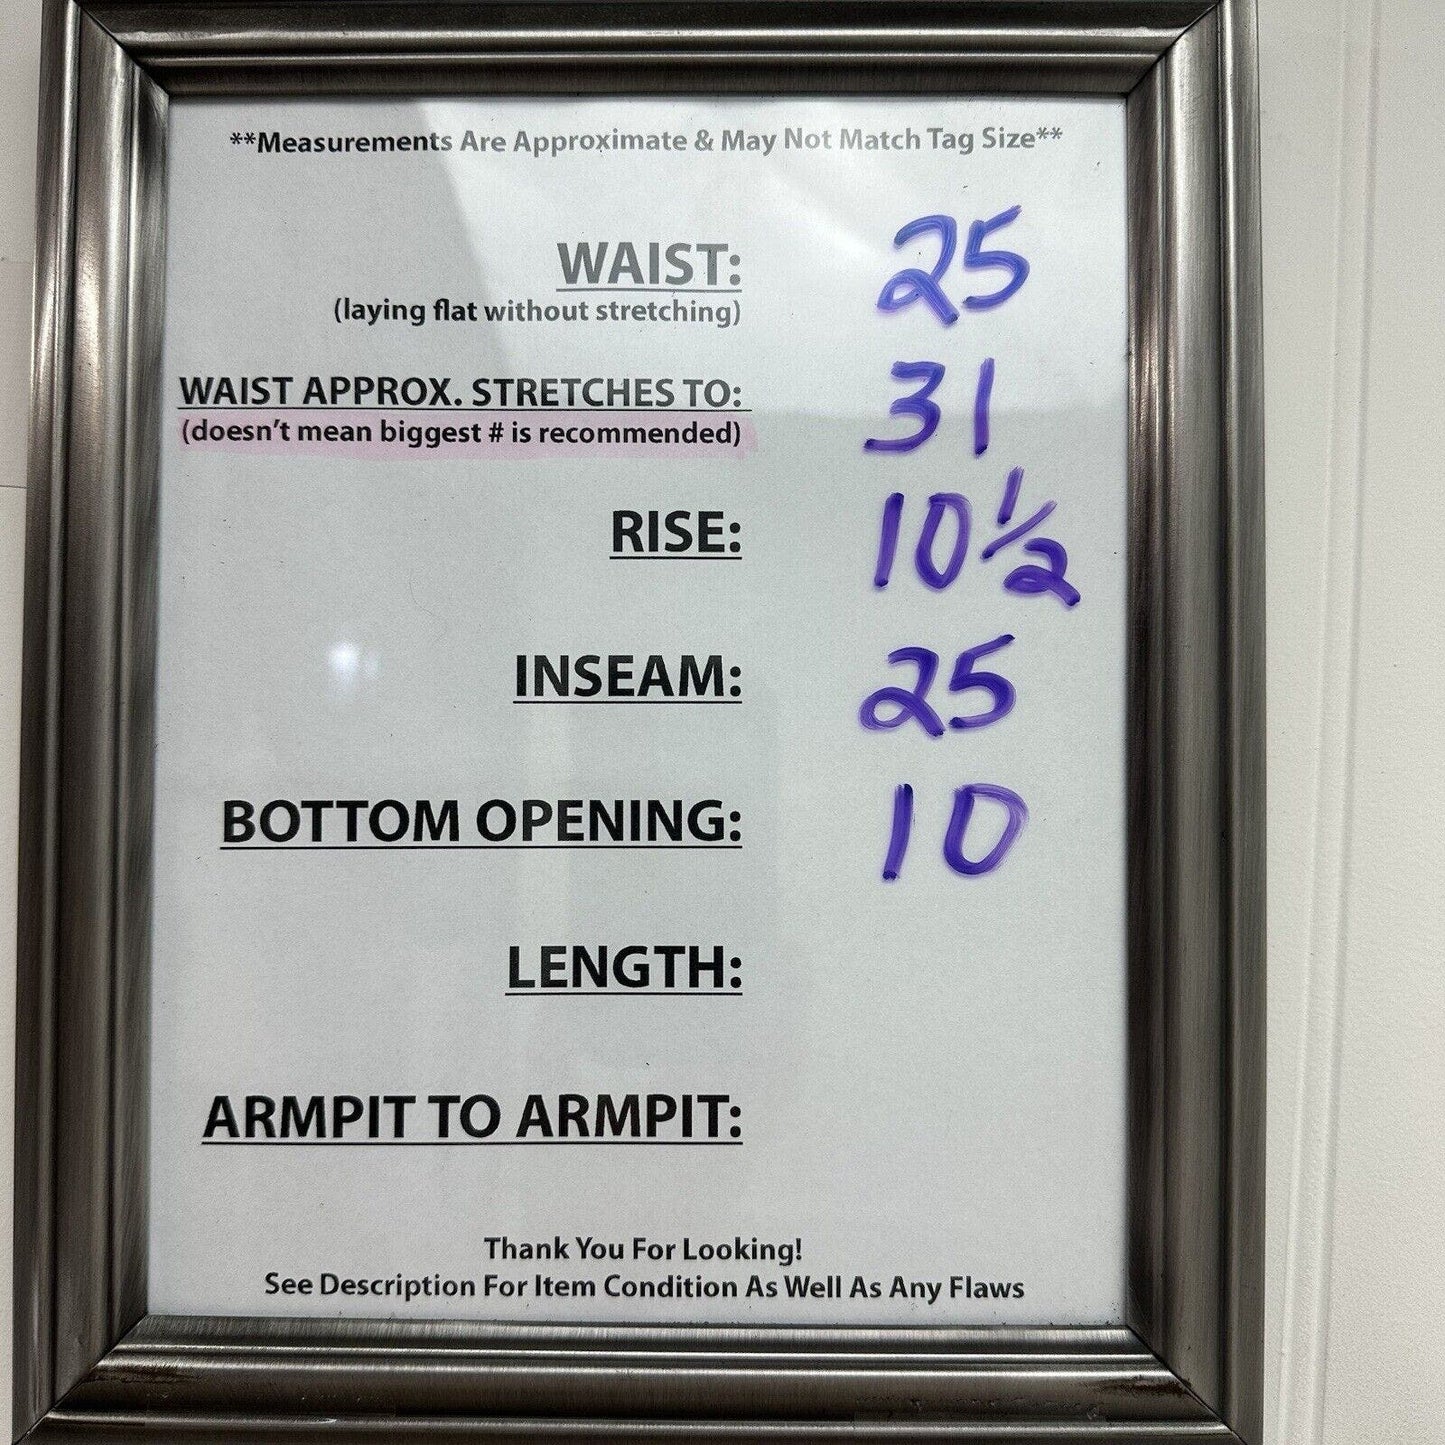 **Measurements Are Approximate & May Not Match Tag Size**
WAIST: 25
(laying flat without stretching)
WAIST APPROX. STRETCHES TO: 31
(doesn't mean biggest # is recommended)
RISE: 10 1/2
INSEAM: 25
BOTTOM OPENING: 10
LENGTH:
ARMPIT TO ARMPIT:
Thank You For Looking!
See Description For Item Condition As Well As Any Flaws